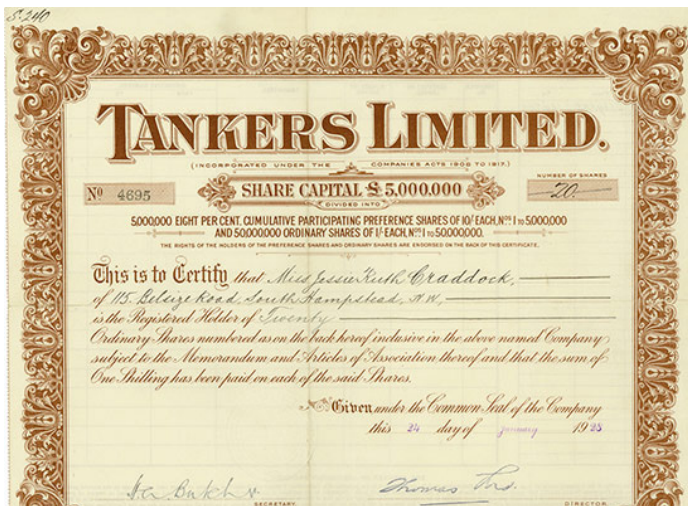 S.240
TANKERS LIMITED.
(INCORPORATED UNDER THE COMPANIES ACTS 1908 TO 1917.)
Nº 4695
SHARE CAPITAL £5,000,000
NUMBER OF SHARES
20
DIVIDED INTO
5,000,000 EIGHT PER CENT. CUMULATIVE PARTICIPATING PREFERENCE SHARES OF 10/- EACH, Nos 1 TO 5,000,000
AND 50,000,000 ORDINARY SHARES OF 1/- EACH, Nos 1 TO 50,000,000.
THE RIGHTS OF THE HOLDERS OF THE PREFERENCE SHARES AND ORDINARY SHARES ARE ENDORSED ON THE BACK OF THIS CERTIFICATE.
This is to Certify that Miss Jessie Ruth Craddock,
of 115, Belsize Road, South Hampstead, N.W,
is the Registered Holder of Twenty
Ordinary Shares numbered as on the back hereof inclusive in the above named Company
subject to the Memorandum and Articles of Association thereof and that the sum of
One Shilling has been paid on each of the said Shares.
Given under the Common Seal of the Company
this 24 day of January 1923
Thomas
SECRETARY
DIRECTOR